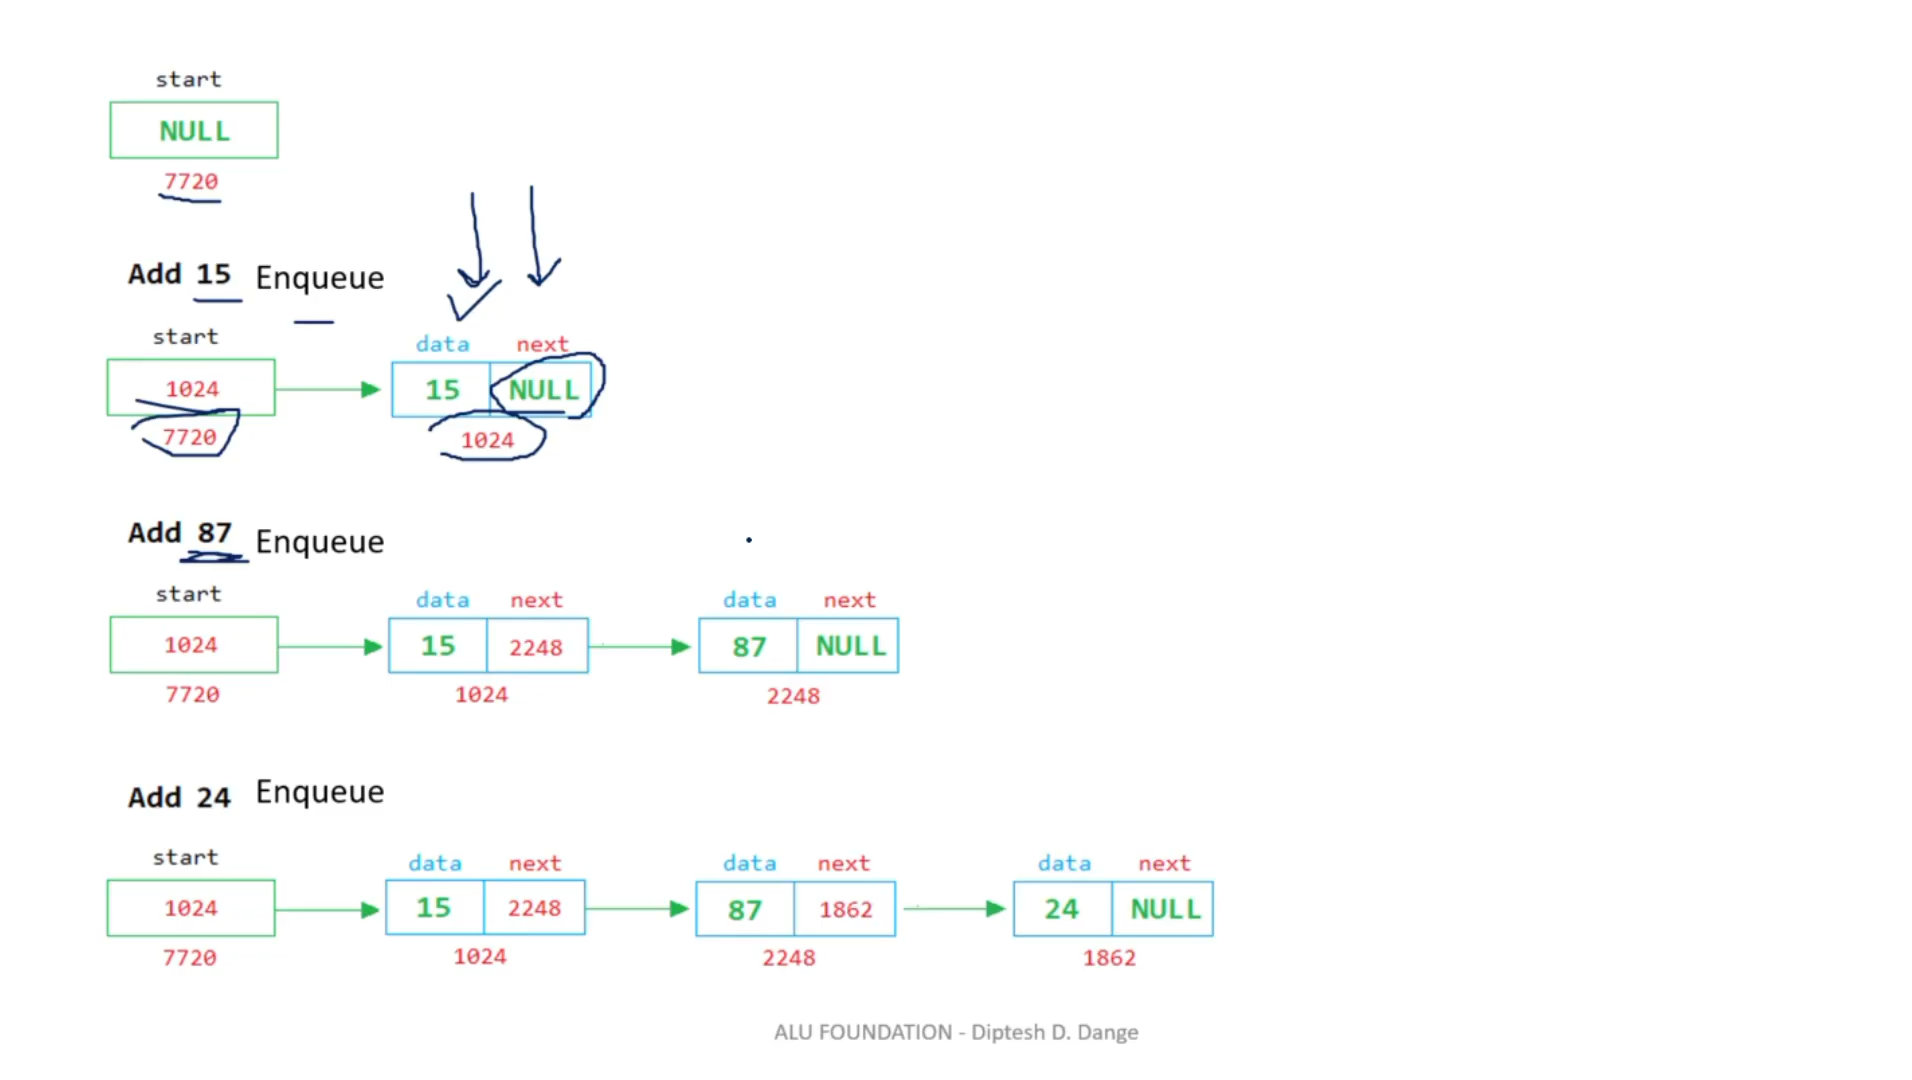 start
NULL
7720
Add 15 Enqueue
start
data next
1024
15 NULL
7720
1024
Add 87 Enqueue
start
data next data next
1024 15 2248 87 NULL
7720 1024 2248
Add 24 Enqueue
start
data next data next data next
1024 15 2248 87 1862 24 NULL
7720 1024 2248 1862
ALU FOUNDATION - Diptesh D. Dange